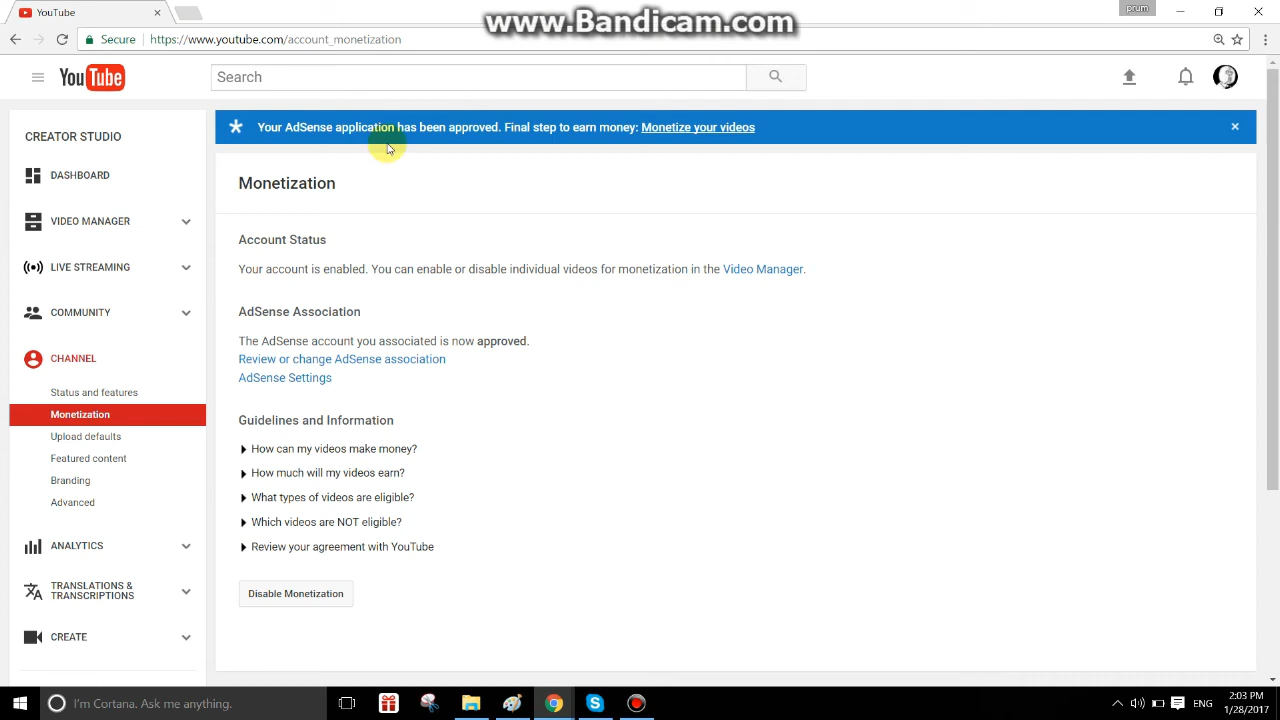 www.Bandicam.com
YouTube
prum
Secure
https://www.youtube.com/account_monetization
YouTube
Search
CREATOR STUDIO
DASHBOARD
VIDEO MANAGER
LIVE STREAMING
COMMUNITY
CHANNEL
Status and features
Monetization
Upload defaults
Featured content
Branding
Advanced
ANALYTICS
TRANSLATIONS &
TRANSCRIPTIONS
CREATE
Your AdSense application has been approved. Final step to earn money: Monetize your videos
Monetization
Account Status
Your account is enabled. You can enable or disable individual videos for monetization in the Video Manager.
AdSense Association
The AdSense account you associated is now approved.
Review or change AdSense association
AdSense Settings
Guidelines and Information
How can my videos make money?
How much will my videos earn?
What types of videos are eligible?
Which videos are NOT eligible?
Review your agreement with YouTube
Disable Monetization
I'm Cortana. Ask me anything.
ENG
2:03 PM
1/28/2017